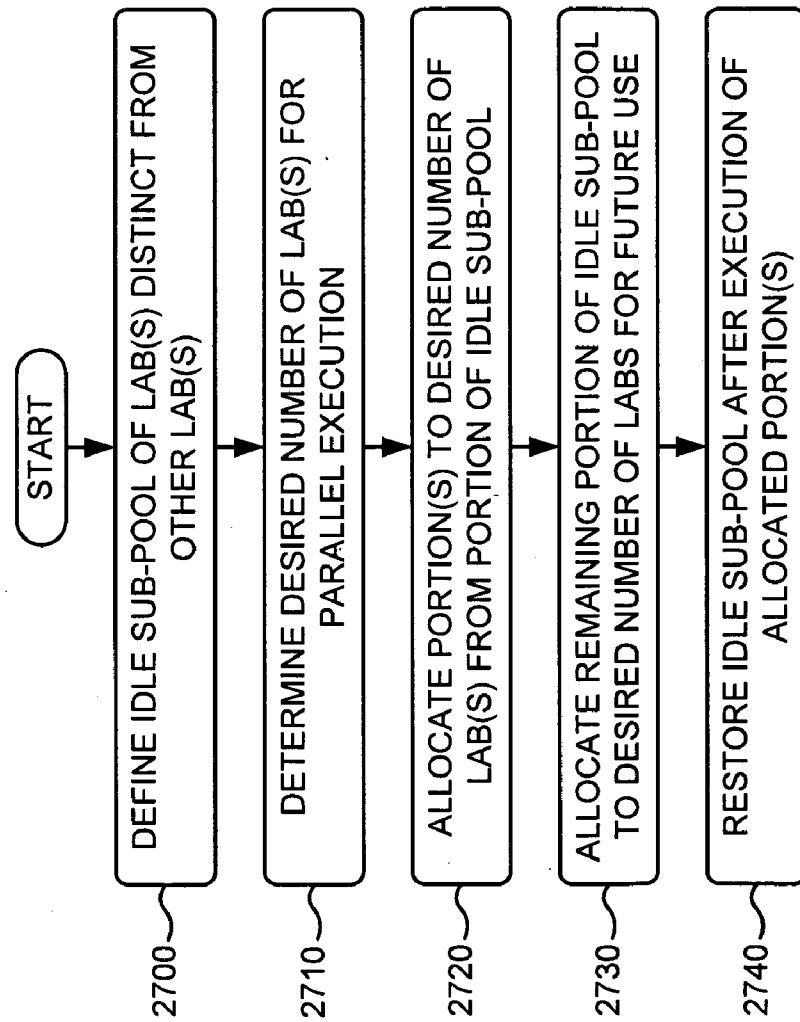 START
DEFINE IDLE SUB-POOL OF LAB(S) DISTINCT FROM
OTHER LAB(S)
2700
DETERMINE DESIRED NUMBER OF LAB(S) FOR
PARALLEL EXECUTION
2710
ALLOCATE PORTION(S) TO DESIRED NUMBER OF
LAB(S) FROM PORTION OF IDLE SUB-POOL
2720
ALLOCATE REMAINING PORTION OF IDLE SUB-POOL
TO DESIRED NUMBER OF LABS FOR FUTURE USE
2730
RESTORE IDLE SUB-POOL AFTER EXECUTION OF
ALLOCATED PORTION(S)
2740